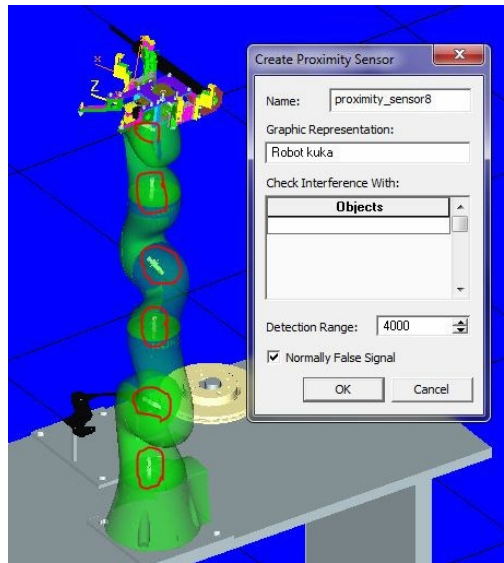 Create Proximity Sensor
Name: proximity_sensor8
Graphic Representation:
Robot kuka
Check Interference With:
Objects
Detection Range: 4000
Normally False Signal
OK Cancel
X
Z